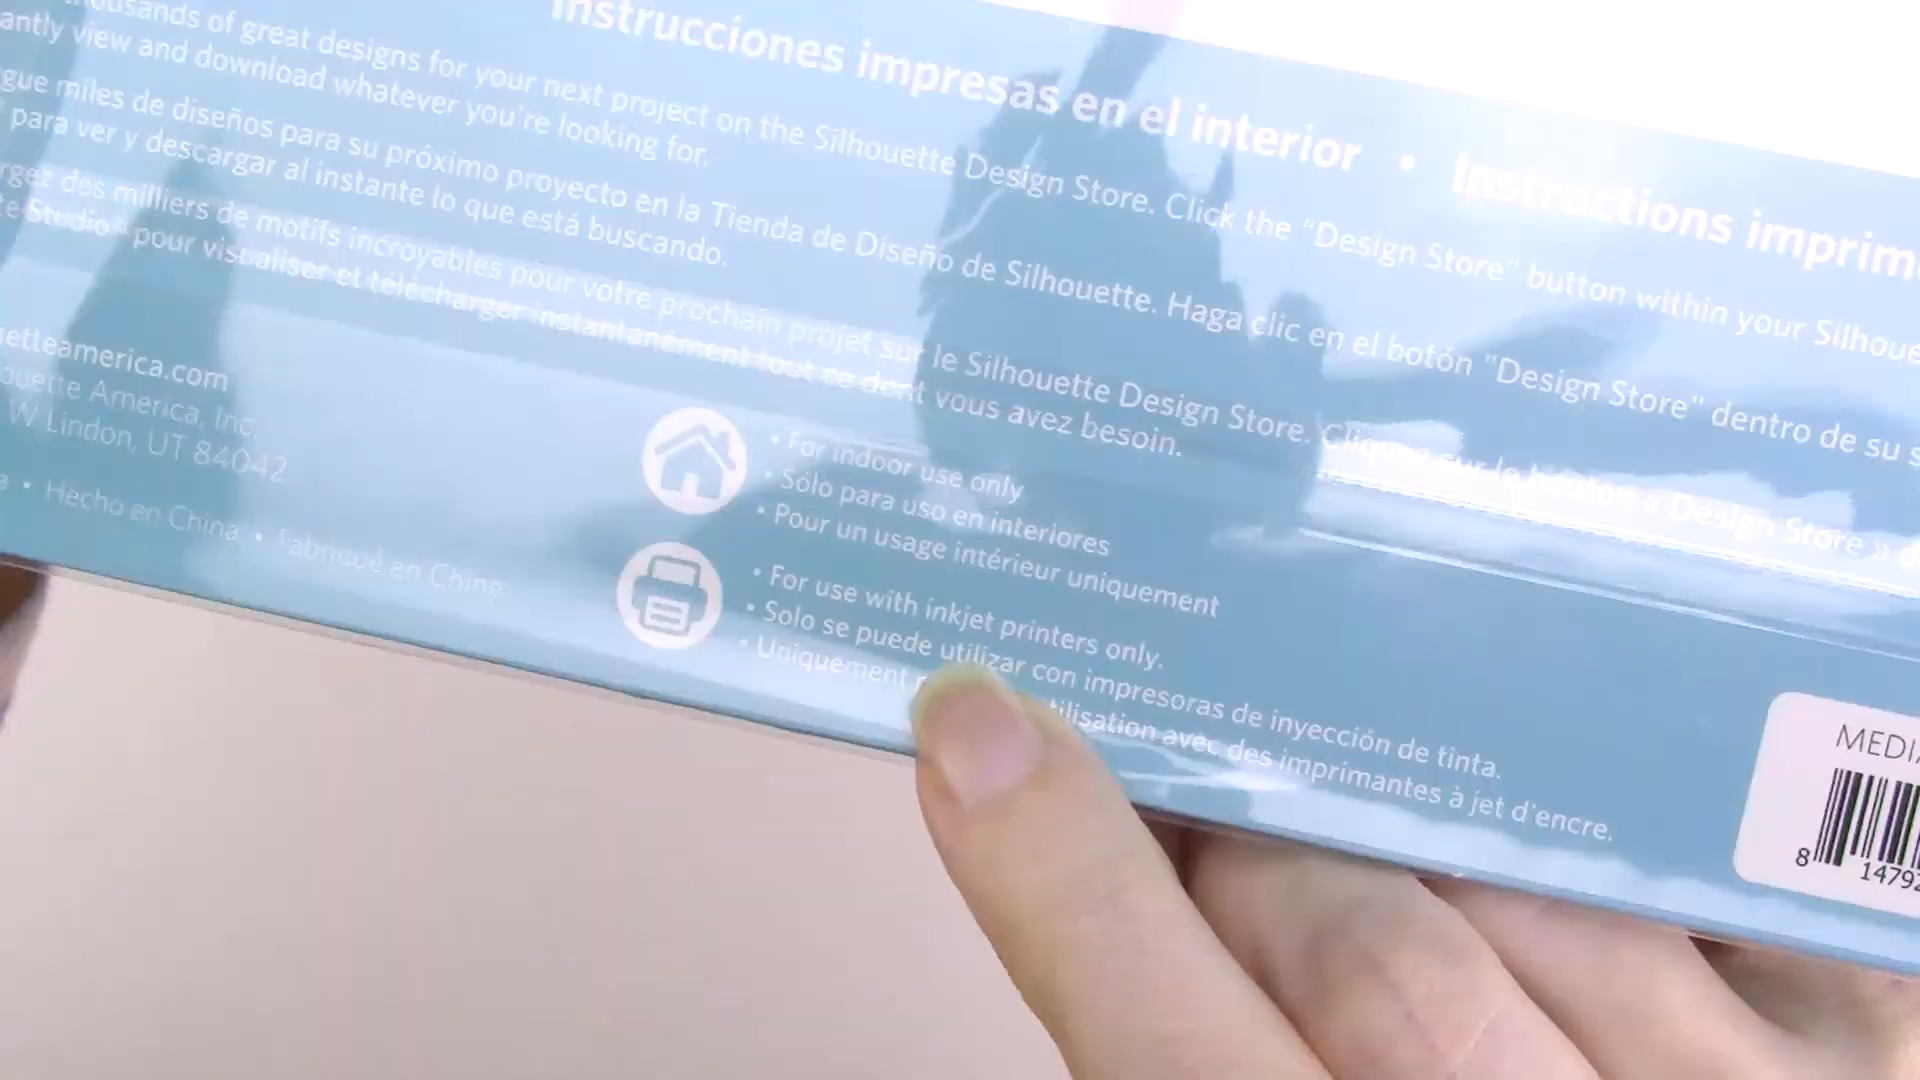 Instrucciones impresas en el interior • Instructions imprim
thousands of great designs for your next project on the Silhouette Design Store. Click the “Design Store” button within your Silhoue
antly view and download whatever you're looking for.
gue miles de diseños para su próximo proyecto en la Tienda de Diseño de Silhouette. Haga clic en el botón "Design Store" dentro de su s
para ver y descargar al instante lo que está buscando.
rgez des milliers de motifs incroyables pour votre prochain projet sur le Silhouette Design Store. Cliquez sur le bouton « Design Store » d
te Studio® pour visualiser et télécharger instantanément tout ce dont vous avez besoin.
etteamerica.com
ouette America, Inc.
W Lindon, UT 84042
a • Hecho en China • Fabriqué en Chine
• For indoor use only
• Sólo para uso en interiores
• Pour un usage intérieur uniquement
• For use with inkjet printers only.
• Solo se puede utilizar con impresoras de inyección de tinta.
• Uniquement tilisation avec des imprimantes à jet d'encre.
MEDIA
8 14792